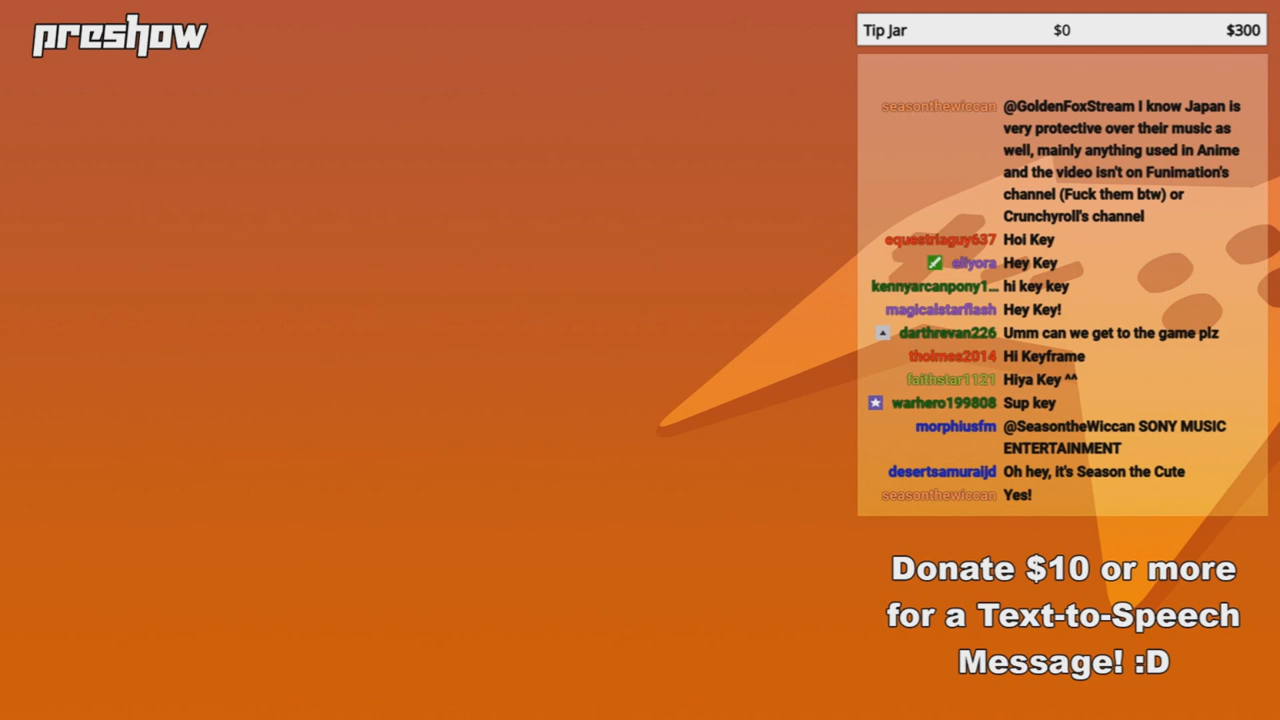 preshow
Tip Jar $0 $300
seasonthewiccan @GoldenFoxStream I know Japan is
very protective over their music as
well, mainly anything used in Anime
and the video isn't on Funimation's
channel (Fuck them btw) or
Crunchyroll's channel
equestriaguy637 Hoi Key
ellyora Hey Key
kennyarcanpony1... hi key key
magicalstarflash Hey Key!
darthrevan226 Umm can we get to the game plz
tholmes2014 Hi Keyframe
faithstar1121 Hiya Key ^^
warhero199808 Sup key
morphiusfm @SeasontheWiccan SONY MUSIC
ENTERTAINMENT
desertsamuraijd Oh hey, it's Season the Cute
seasonthewiccan Yes!
Donate $10 or more
for a Text-to-Speech
Message! :D